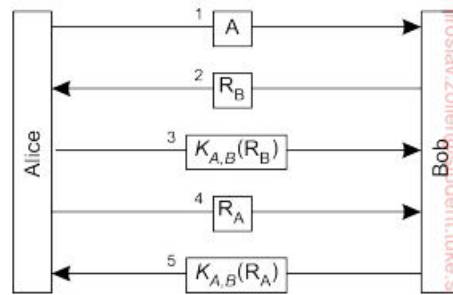 1 A
2 R_B
Alice
3 K_A,B(R_B)
Bob
4 R_A
5 K_A,B(R_A)